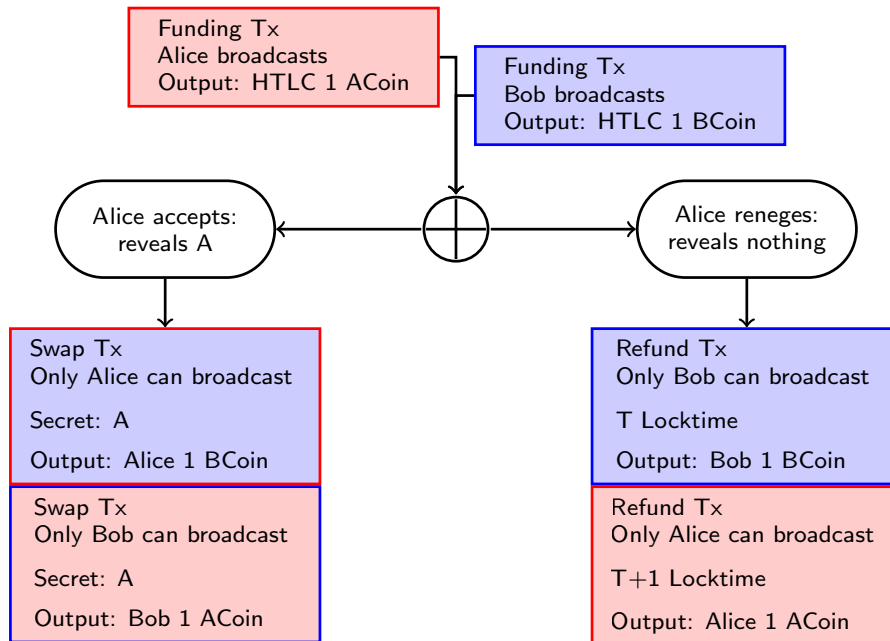 Funding Tx
Alice broadcasts
Output: HTLC 1 ACoin
Funding Tx
Bob broadcasts
Output: HTLC 1 BCoin
Alice accepts:
reveals A
Alice reneges:
reveals nothing
Swap Tx
Only Alice can broadcast
Secret: A
Output: Alice 1 BCoin
Swap Tx
Only Bob can broadcast
Secret: A
Output: Bob 1 ACoin
Refund Tx
Only Bob can broadcast
T Locktime
Output: Bob 1 BCoin
Refund Tx
Only Alice can broadcast
T+1 Locktime
Output: Alice 1 ACoin